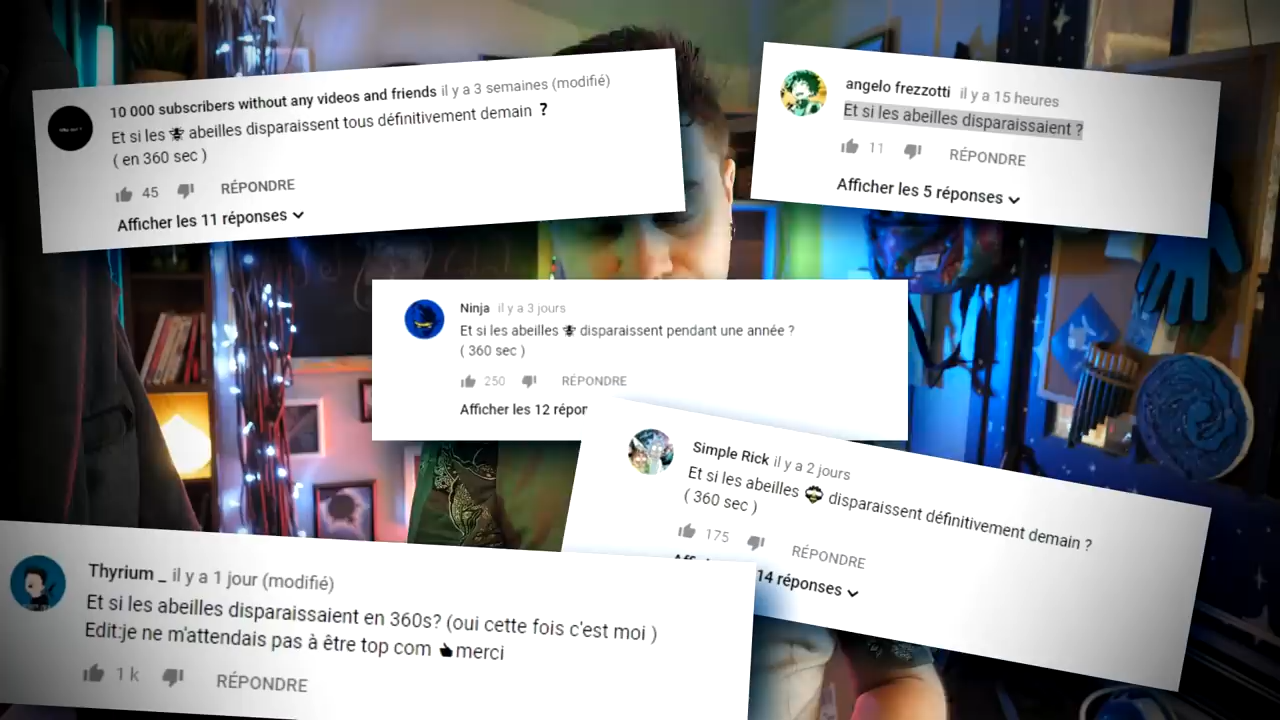 10 000 subscribers without any videos and friends il y a 3 semaines (modifié)
Et si les 🐝 abeilles disparaissent tous définitivement demain ❓
( en 360 sec )
45 RÉPONDRE
Afficher les 11 réponses
angelo frezzotti il y a 15 heures
Et si les abeilles disparaissaient ?
11 RÉPONDRE
Afficher les 5 réponses
Ninja il y a 3 jours
Et si les abeilles 🐝 disparaissent pendant une année ?
( 360 sec )
250 RÉPONDRE
Afficher les 12 répon
Simple Rick il y a 2 jours
Et si les abeilles 🐝 disparaissent définitivement demain ?
( 360 sec )
175 RÉPONDRE
14 réponses
Thyrium _ il y a 1 jour (modifié)
Et si les abeilles disparaissaient en 360s? (oui cette fois c'est moi )
Edit:je ne m'attendais pas à être top com 👍merci
1 k RÉPONDRE